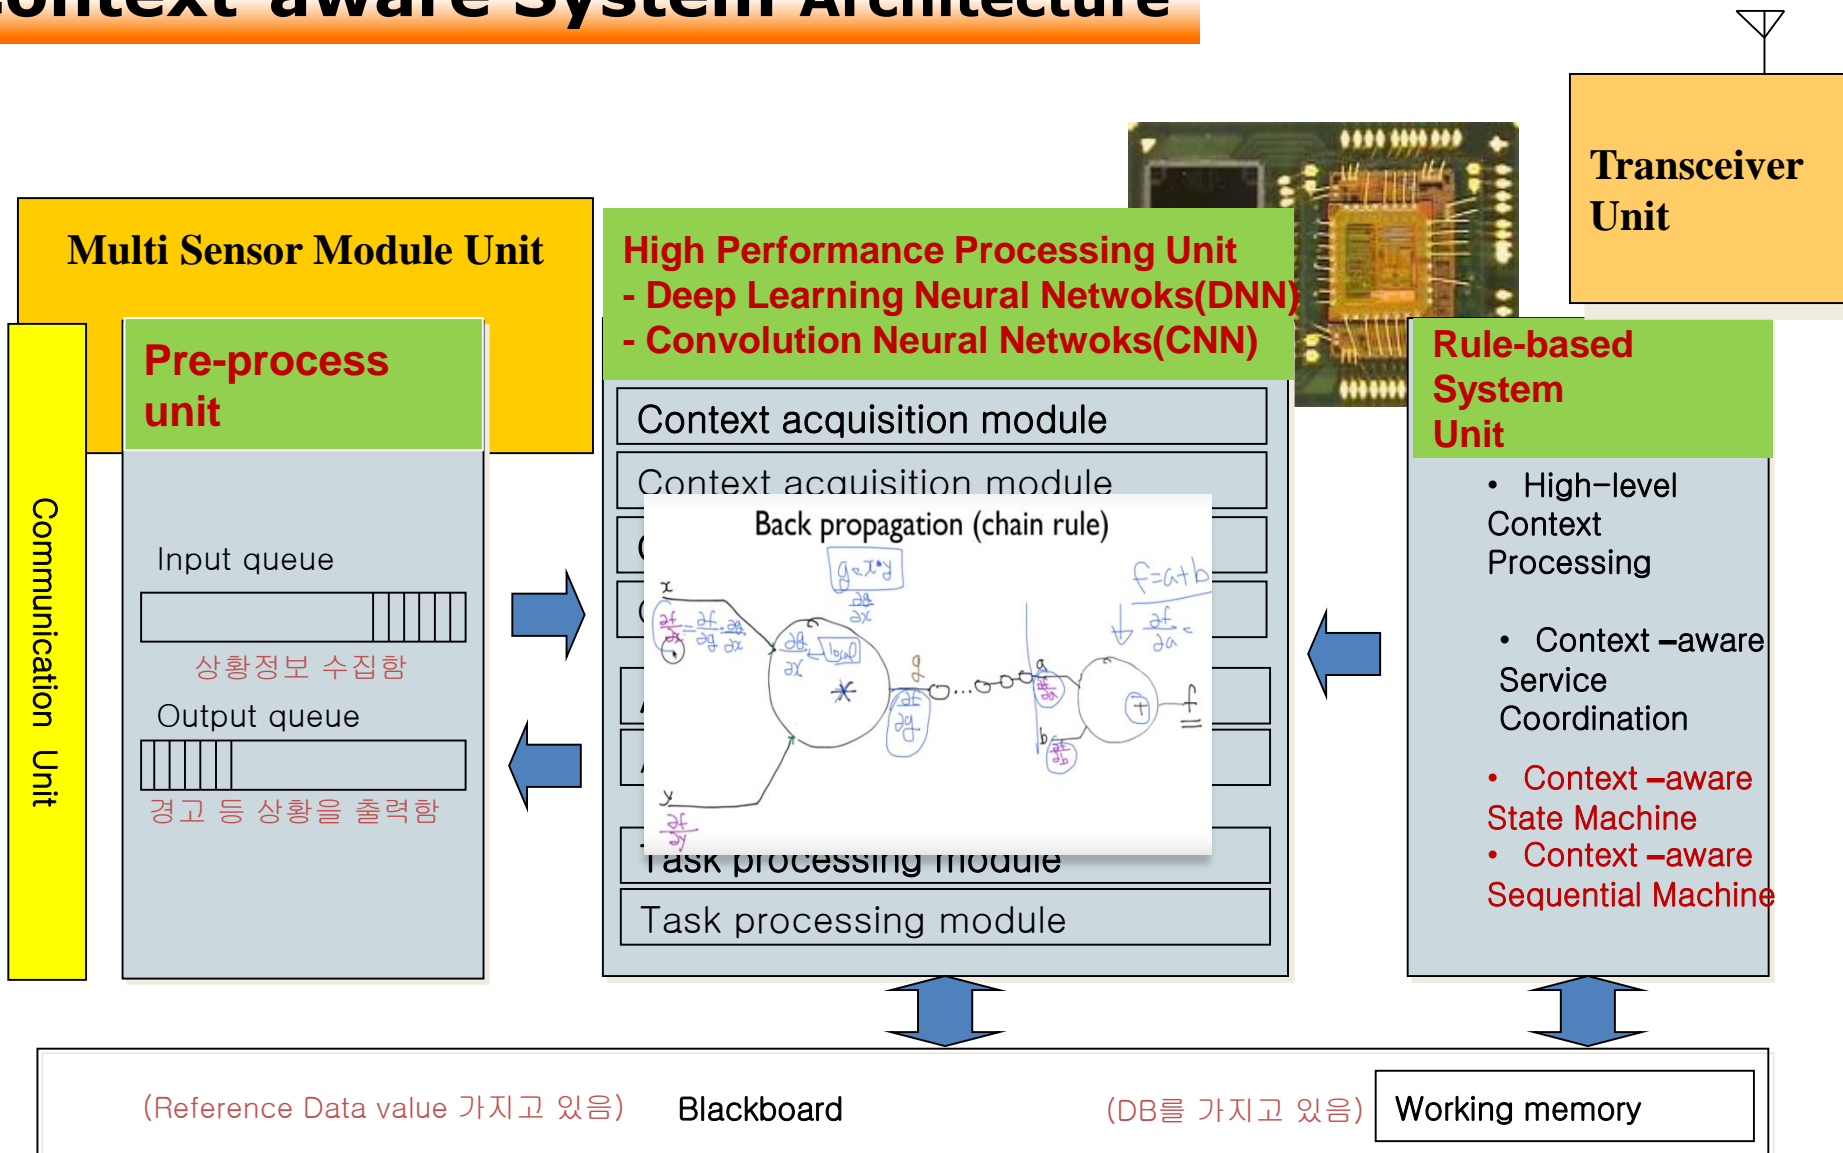 Context-aware System Architecture
Transceiver
Unit
Multi Sensor Module Unit
High Performance Processing Unit
- Deep Learning Neural Netwoks(DNN)
- Convolution Neural Netwoks(CNN)
Pre-process
unit
Rule-based
System
Unit
Communication Unit
Input queue
상황정보 수집함
Output queue
경고 등 상황을 출력함
Context acquisition module
Context acquisition module
Back propagation (chain rule)
g=x*y
∂g
∂x
f=a+b
∂f
∂a =
x
∂f/∂x = ∂f/∂g · ∂g/∂x
∂g/∂x
local
*
g
∂f
∂g
a
∂f/∂a
b
∂f/∂b
+
f
y
∂f
∂y
Task processing module
Task processing module
• High-level
Context
Processing
• Context –aware
Service
Coordination
• Context –aware
State Machine
• Context –aware
Sequential Machine
(Reference Data value 가지고 있음)
Blackboard
(DB를 가지고 있음)
Working memory